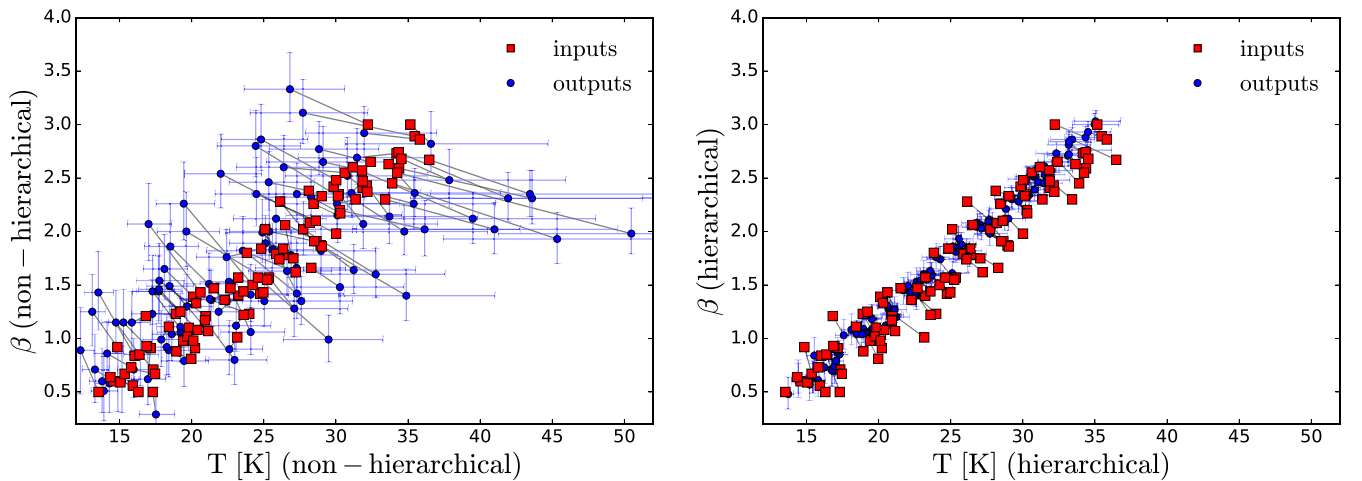 4.0
3.5
3.0
2.5
2.0
1.5
1.0
0.5
β (non − hierarchical)
inputs
outputs
15 20 25 30 35 40 45 50
T [K] (non − hierarchical)
4.0
3.5
3.0
2.5
2.0
1.5
1.0
0.5
β (hierarchical)
inputs
outputs
15 20 25 30 35 40 45 50
T [K] (hierarchical)